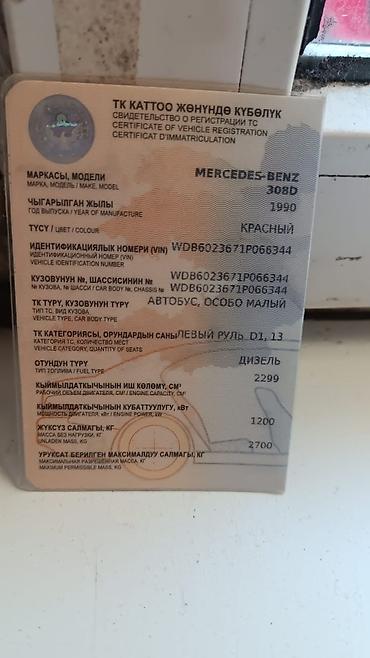 ТК КАТТОО ЖӨНҮНДӨ КҮБӨЛҮК
СВИДЕТЕЛЬСТВО О РЕГИСТРАЦИИ ТС
CERTIFICATE OF VEHICLE REGISTRATION
CERTIFICAT D'IMMATRICULATION
МАРКАСЫ, МОДЕЛИ MERCEDES-BENZ
МАРКА, МОДЕЛЬ / MAKE, MODEL 308D
ЧЫГАРЫЛГАН ЖЫЛЫ 1990
ГОД ВЫПУСКА / YEAR OF MANUFACTURE
ТҮСҮ / ЦВЕТ / COLOUR КРАСНЫЙ
ИДЕНТИФИКАЦИЯЛЫК НОМЕРИ (VIN) WDB6023671P066344
ИДЕНТИФИКАЦИОННЫЙ НОМЕР (VIN)
VEHICLE IDENTIFICATION NUMBER
КУЗОВУНУН №, ШАССИСИНИН № WDB6023671P066344
№ КУЗОВА, № ШАССИ / CAR BODY №, CHASSIS № WDB6023671P066344
ТК ТҮРҮ, КУЗОВУНУН ТҮРҮ АВТОБУС, ОСОБО МАЛЫЙ
ТИП ТС, ВИД КУЗОВА
VEHICLE TYPE, CAR BODY TYPE
ТК КАТЕГОРИЯСЫ, ОРУНДАРДЫН САНЫ ЛЕВЫЙ РУЛЬ D1, 13
КАТЕГОРИЯ ТС, КОЛИЧЕСТВО МЕСТ
VEHICLE CATEGORY, QUANTITY OF SEATS
ОТУНДУН ТҮРҮ ДИЗЕЛЬ
ТИП ТОПЛИВА / FUEL TYPE
КЫЙМЫЛДАТКЫЧЫНЫН ИШ КӨЛӨМҮ, СМ³ 2299
РАБОЧИЙ ОБЪЕМ ДВИГАТЕЛЯ, СМ³ / ENGINE CAPACITY, СМ³
КЫЙМЫЛДАТКЫЧЫНЫН КУБАТТУУЛУГУ, кВт
МОЩНОСТЬ ДВИГАТЕЛЯ, кВт / ENGINE POWER, kW
ЖҮКСҮЗ САЛМАГЫ, КГ 1200
МАССА БЕЗ НАГРУЗКИ, КГ
UNLADEN MASS, KG
УРУКСАТ БЕРИЛГЕН МАКСИМАЛДУУ САЛМАГЫ, КГ 2700
МАКСИМАЛЬНАЯ РАЗРЕШЕННАЯ МАССА, КГ
MAXIMUM PERMISSIBLE MASS, KG